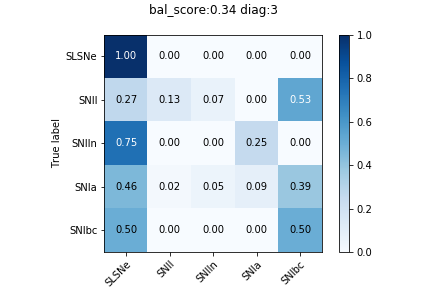 bal_score:0.34 diag:3
True label
SLSNe 1.00 0.00 0.00 0.00 0.00
SNII 0.27 0.13 0.07 0.00 0.53
SNIIn 0.75 0.00 0.00 0.25 0.00
SNIa 0.46 0.02 0.05 0.09 0.39
SNIbc 0.50 0.00 0.00 0.00 0.50
SLSNe SNII SNIIn SNIa SNIbc
1.0
0.8
0.6
0.4
0.2
0.0